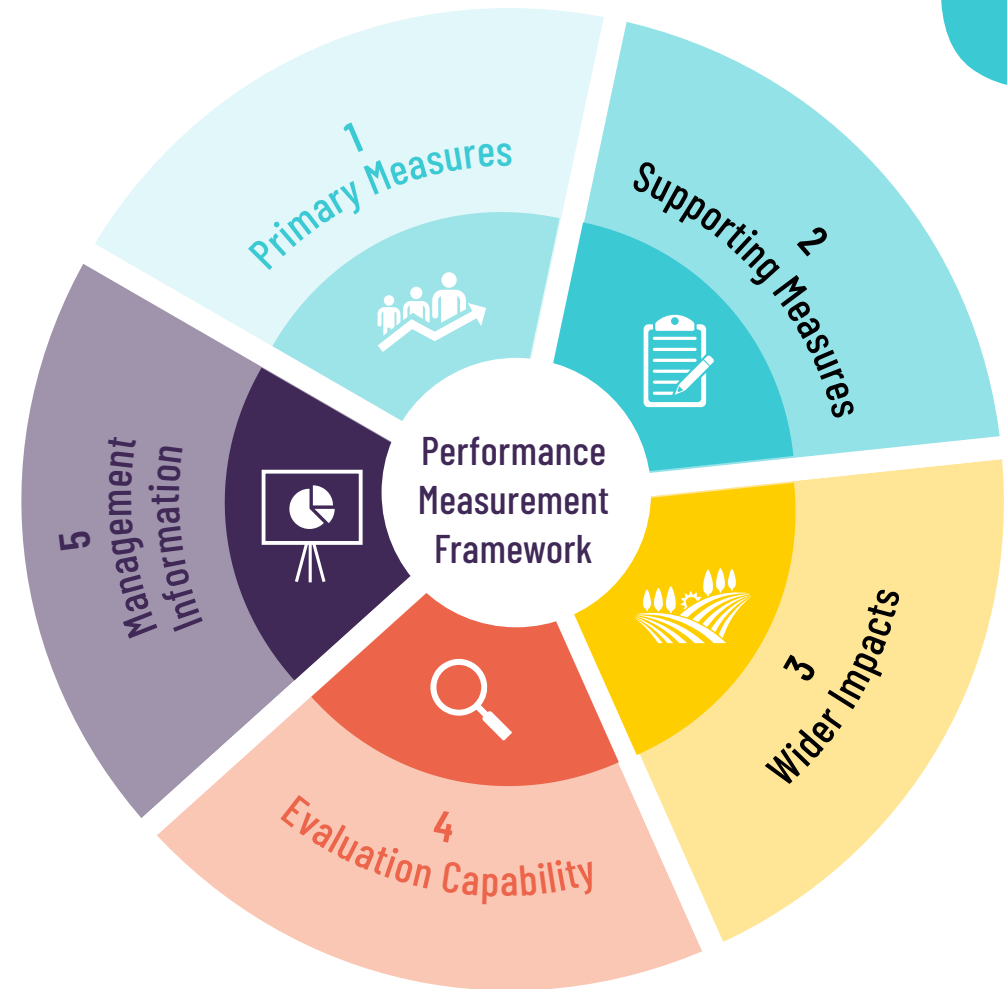 1
Primary Measures
2
Supporting Measures
3
Wider Impacts
4
Evaluation Capability
5
Management
Information
Performance
Measurement
Framework